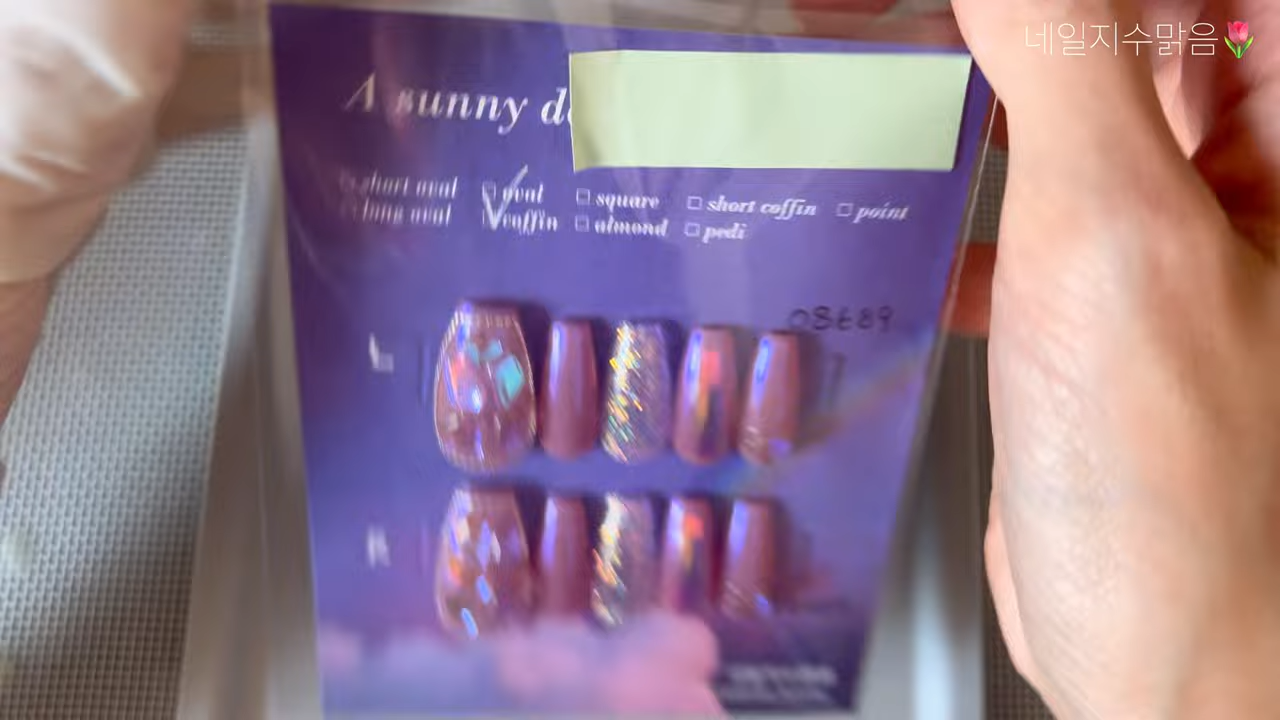 네일지수맑음🌷
A sunny d
short oval oval square short coffin point
long oval coffin almond pedi
L
R